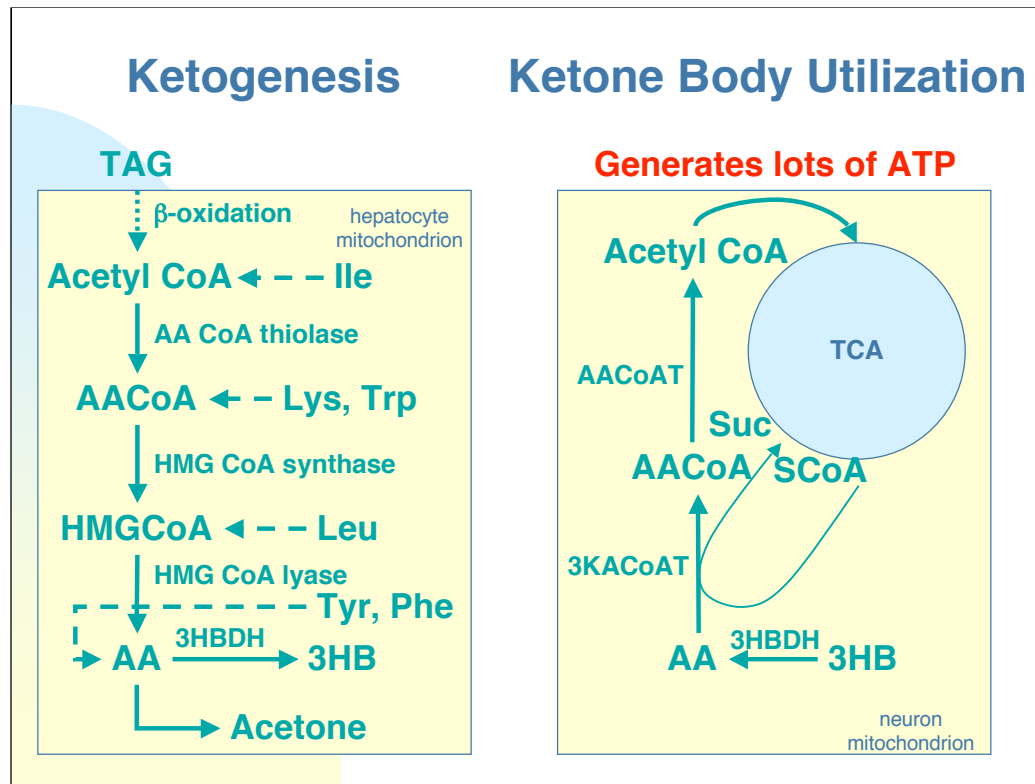 Ketogenesis
TAG
β-oxidation
hepatocyte
mitochondrion
Acetyl CoA
Ile
AA CoA thiolase
AACoA
Lys, Trp
HMG CoA synthase
HMGCoA
Leu
HMG CoA lyase
Tyr, Phe
AA
3HBDH
3HB
Acetone
Ketone Body Utilization
Generates lots of ATP
Acetyl CoA
TCA
AACoAT
Suc
AACoA
SCoA
3KACoAT
AA
3HBDH
3HB
neuron
mitochondrion